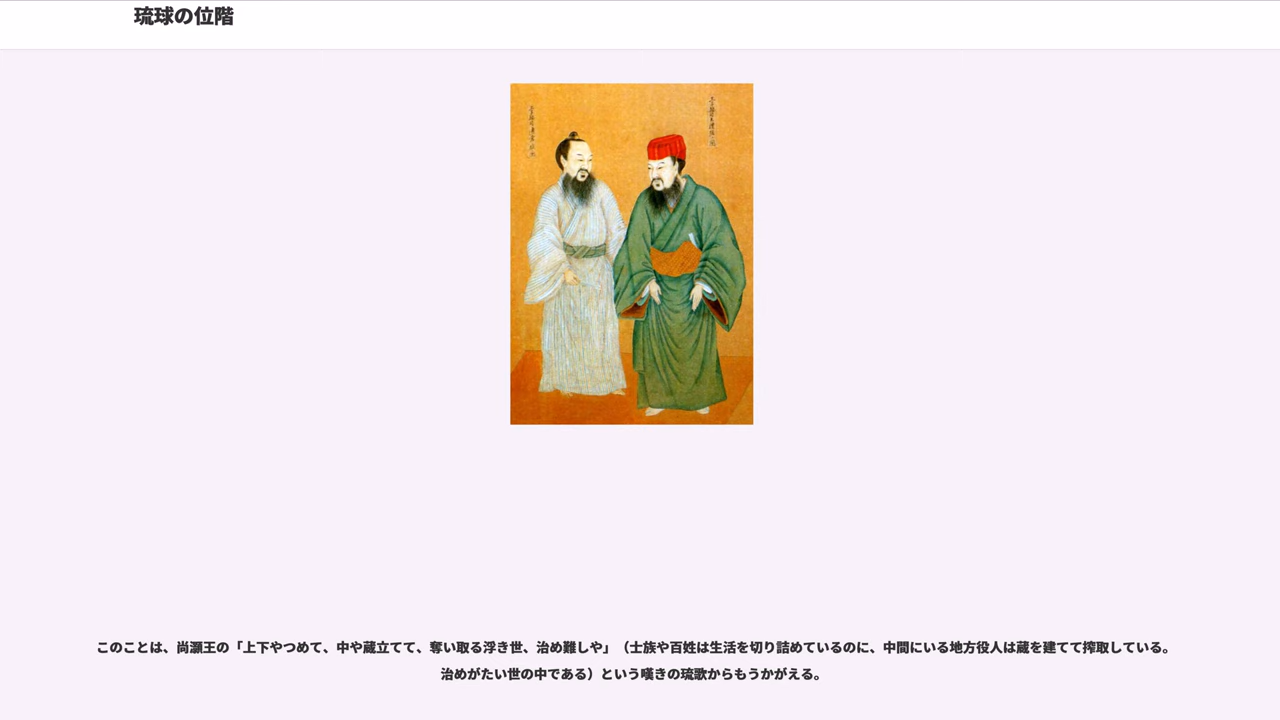 琉球の位階
このことは、尚灝王の「上下やつめて、中や蔵立てて、奪い取る浮き世、治め難しや」（士族や百姓は生活を切り詰めているのに、中間にいる地方役人は蔵を建てて搾取している。
治めがたい世の中である）という嘆きの琉歌からもうかがえる。